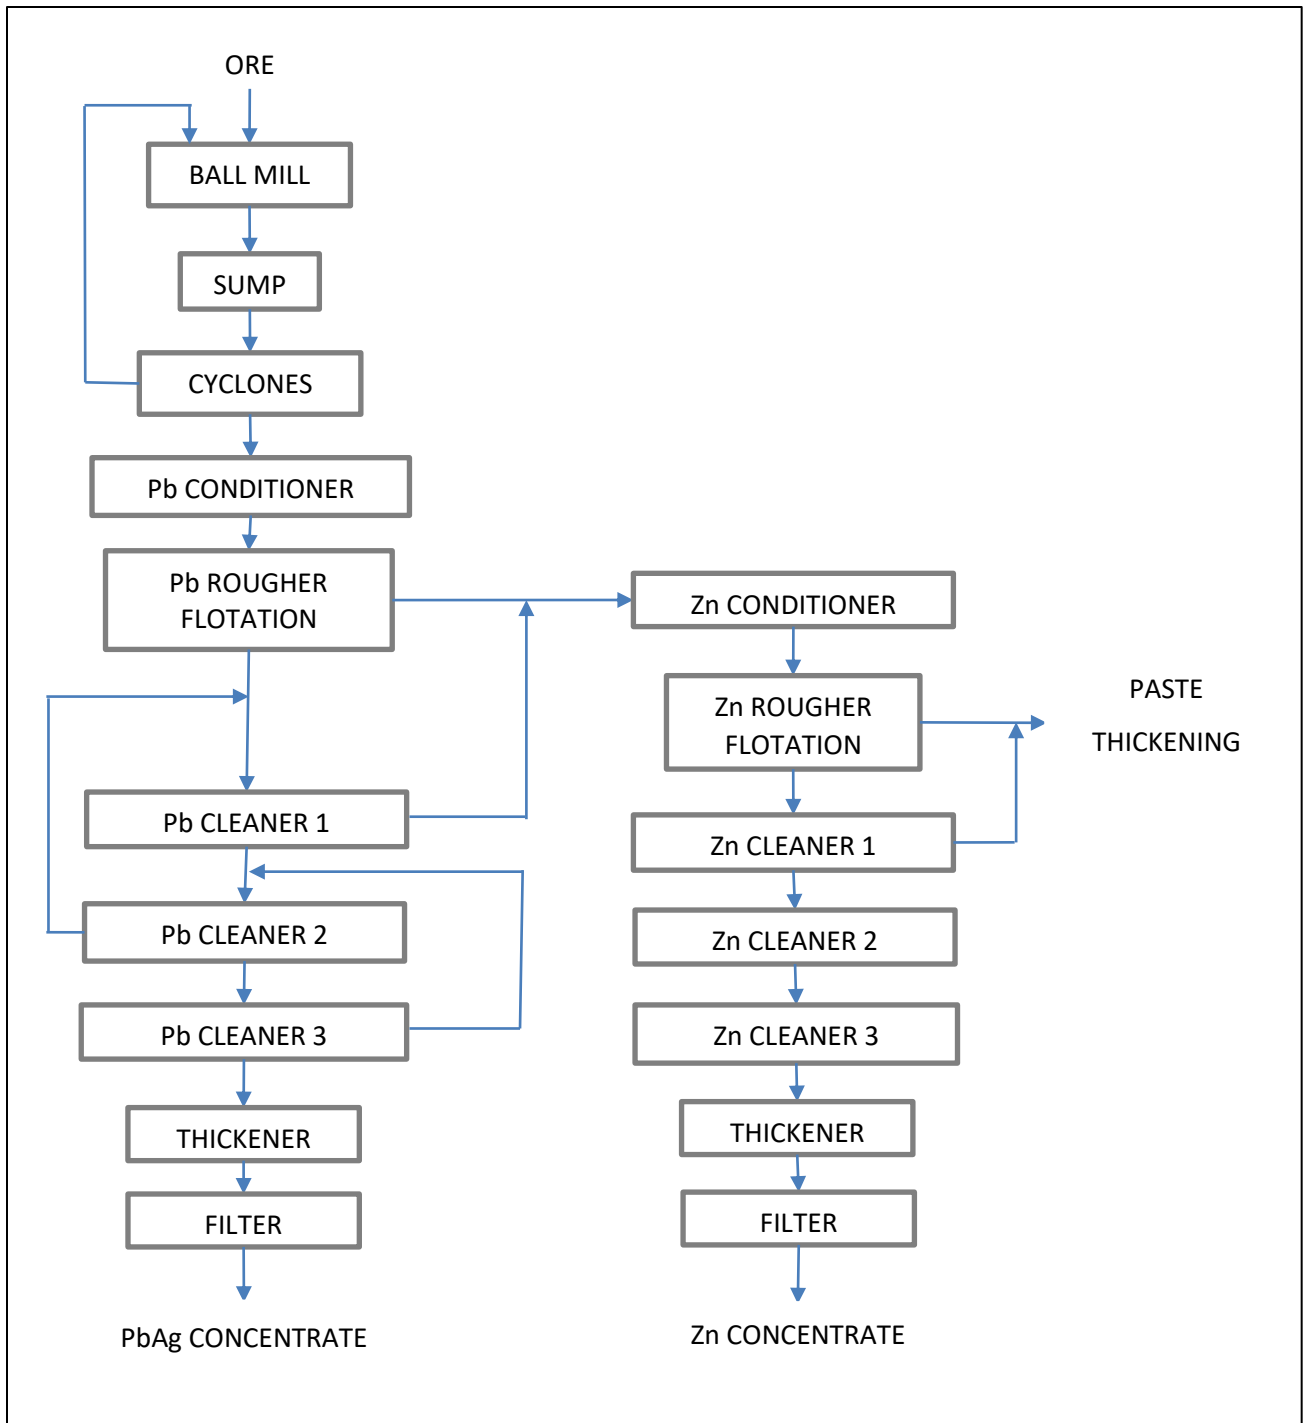 ORE
BALL MILL
SUMP
CYCLONES
Pb CONDITIONER
Pb ROUGHER
FLOTATION
Pb CLEANER 1
Pb CLEANER 2
Pb CLEANER 3
THICKENER
FILTER
PbAg CONCENTRATE
Zn CONDITIONER
Zn ROUGHER
FLOTATION
Zn CLEANER 1
Zn CLEANER 2
Zn CLEANER 3
THICKENER
FILTER
Zn CONCENTRATE
PASTE
THICKENING